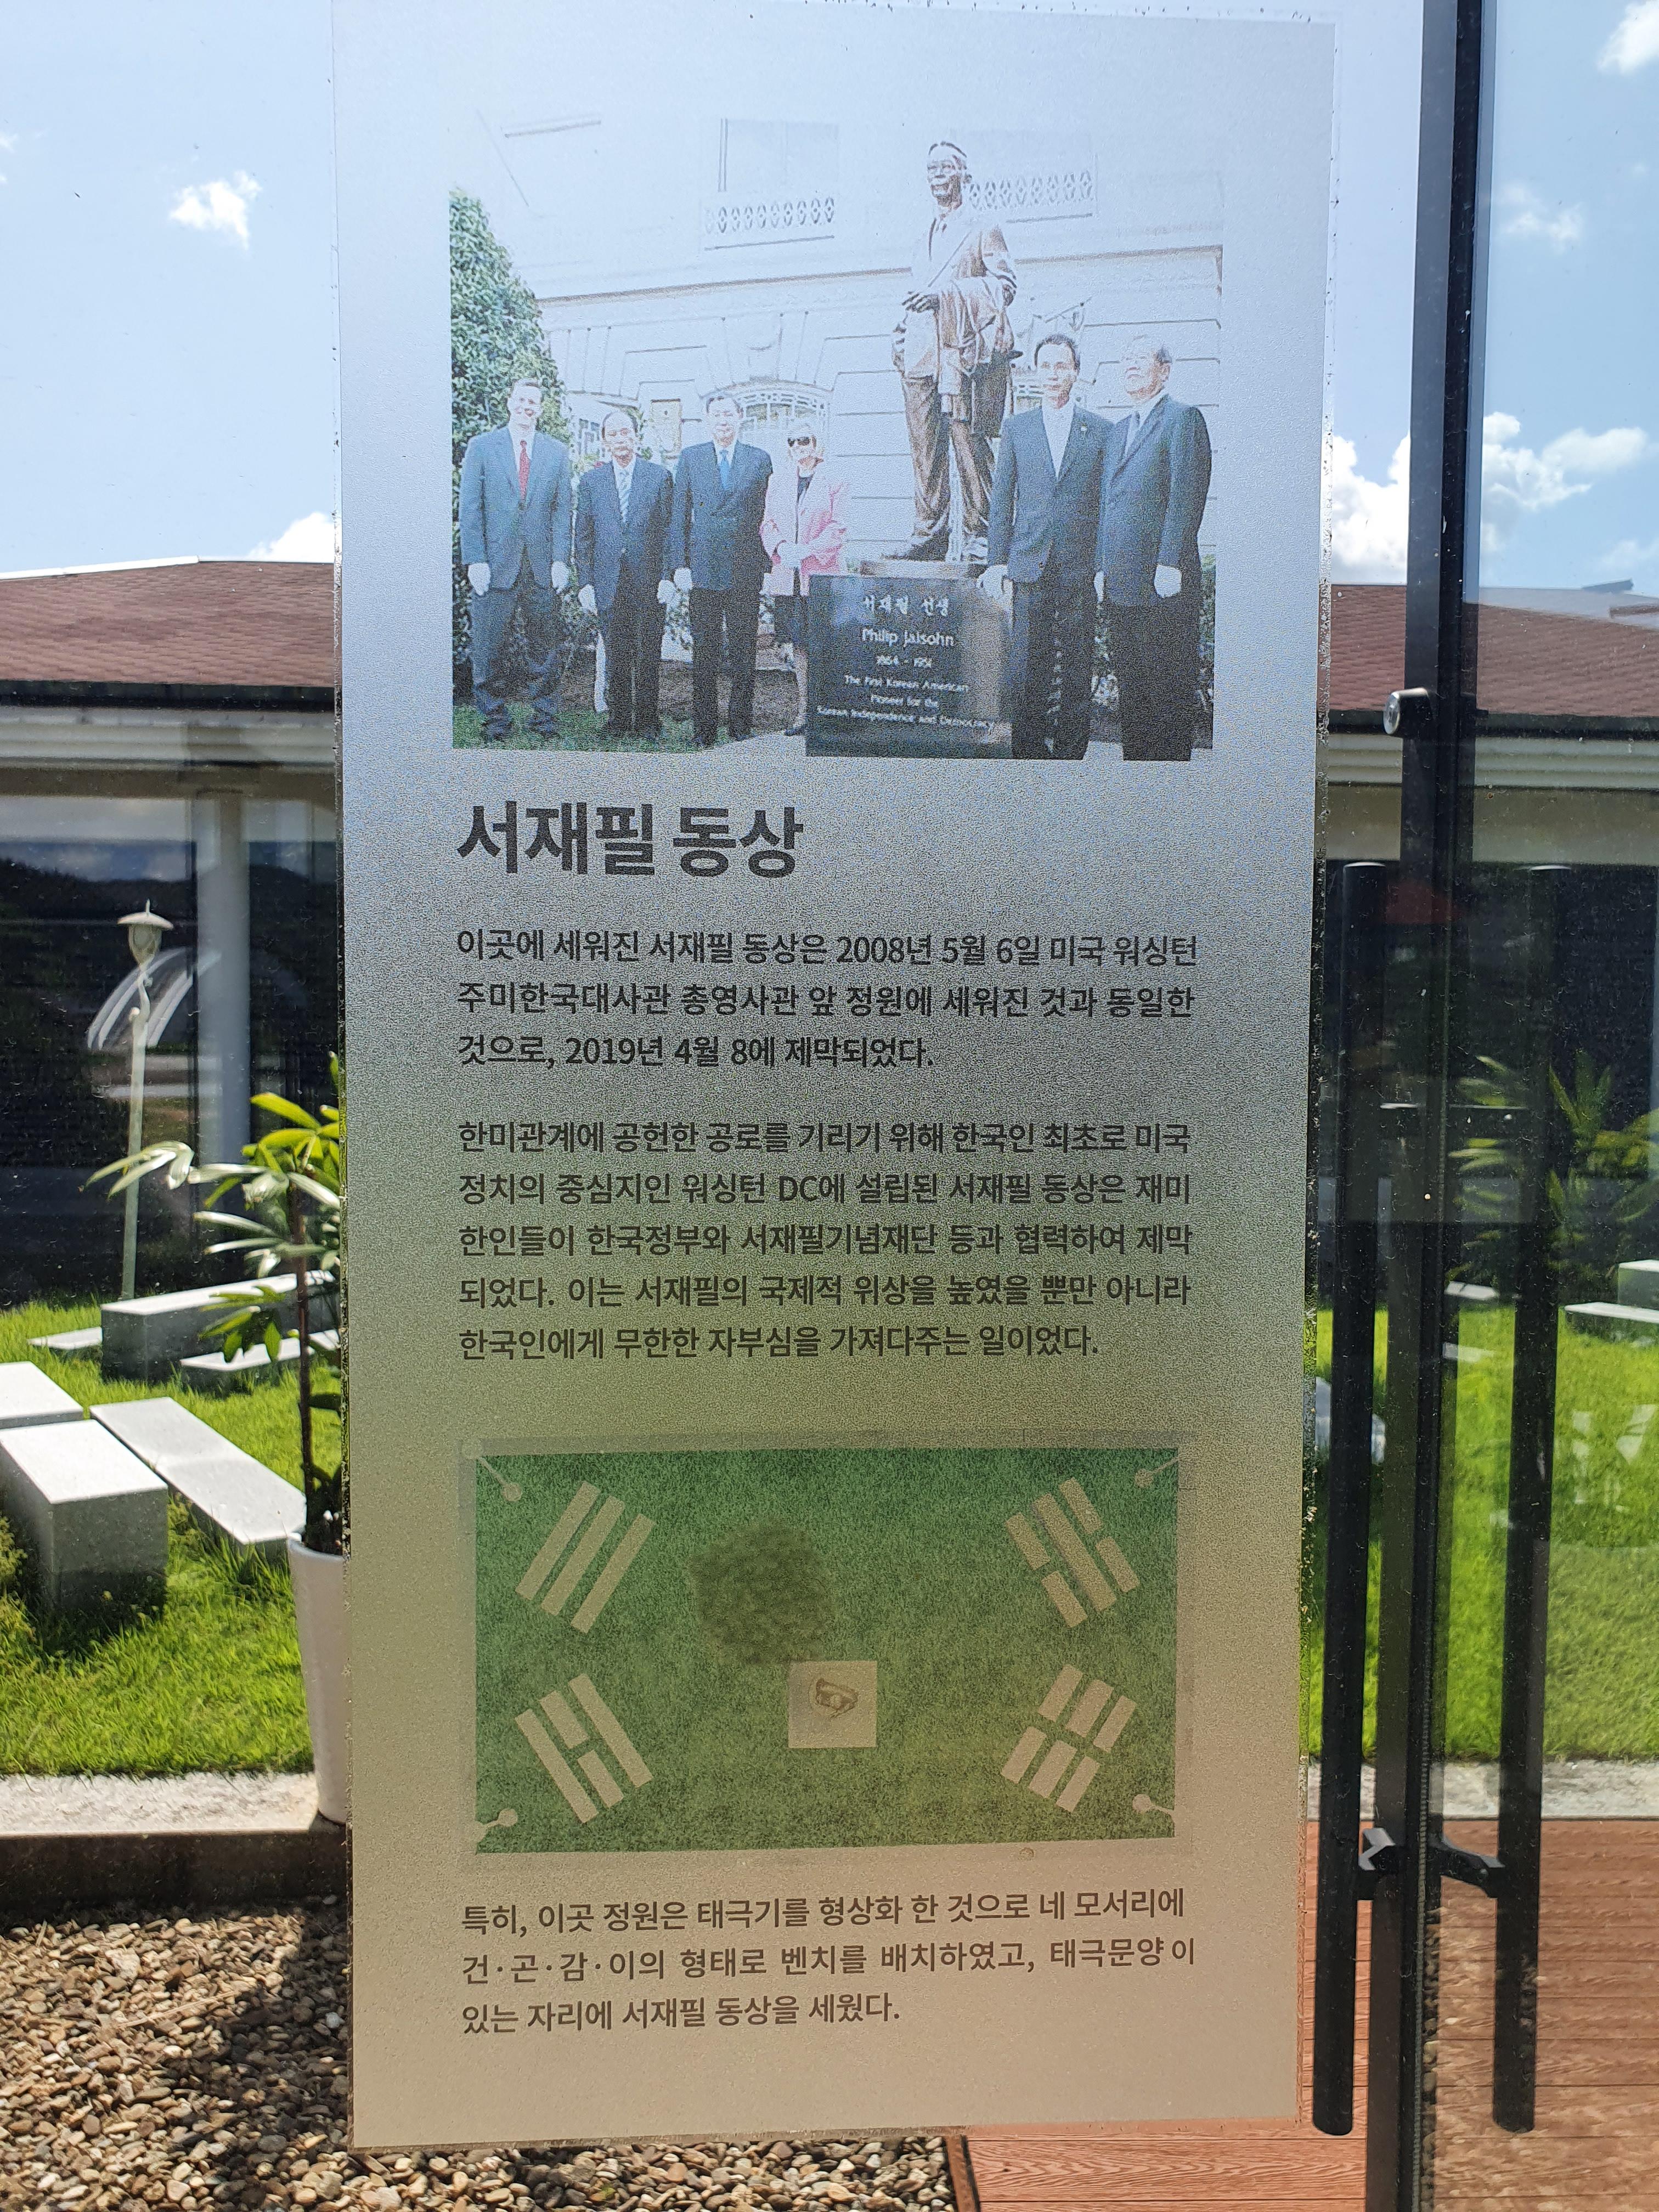 서재필 선생
Philip Jaisohn
1864 - 1951
The First Korean American
Pioneer for the
Korean Independence and Democracy
서재필 동상
이곳에 세워진 서재필 동상은 2008년 5월 6일 미국 워싱턴
주미한국대사관 총영사관 앞 정원에 세워진 것과 동일한
것으로, 2019년 4월 8에 제막되었다.
한미관계에 공헌한 공로를 기리기 위해 한국인 최초로 미국
정치의 중심지인 워싱턴 DC에 설립된 서재필 동상은 재미
한인들이 한국정부와 서재필기념재단 등과 협력하여 제막
되었다. 이는 서재필의 국제적 위상을 높였을 뿐만 아니라
한국인에게 무한한 자부심을 가져다주는 일이었다.
특히, 이곳 정원은 태극기를 형상화 한 것으로 네 모서리에
건·곤·감·이의 형태로 벤치를 배치하였고, 태극문양 이
있는 자리에 서재필 동상을 세웠다.